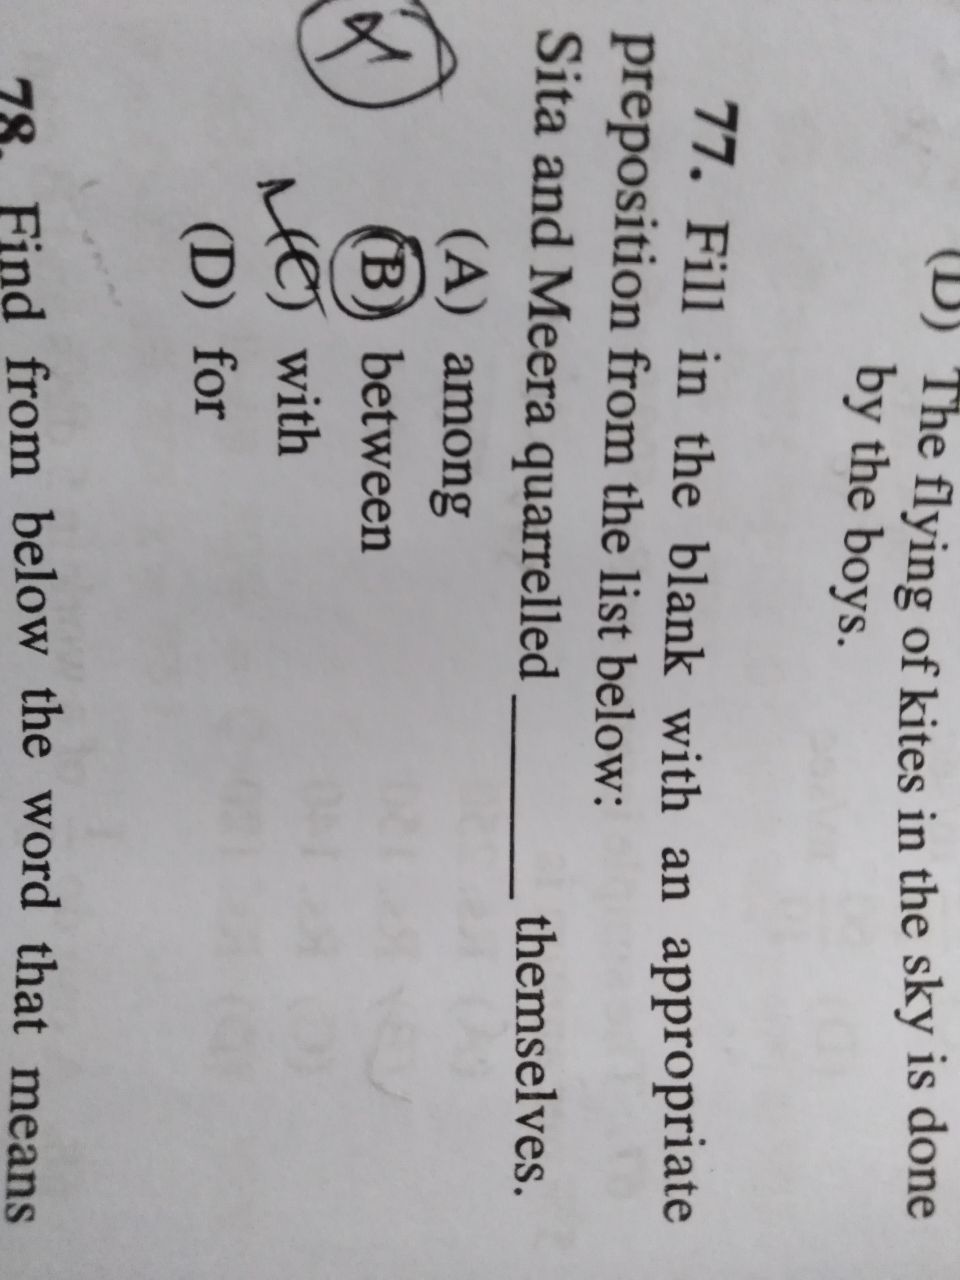 (D) The flying of kites in the sky is done
by the boys.
77. Fill in the blank with an appropriate
preposition from the list below:
Sita and Meera quarrelled ________ themselves.
(A) among
(B) between
(C) with
(D) for
78. Find from below the word that means